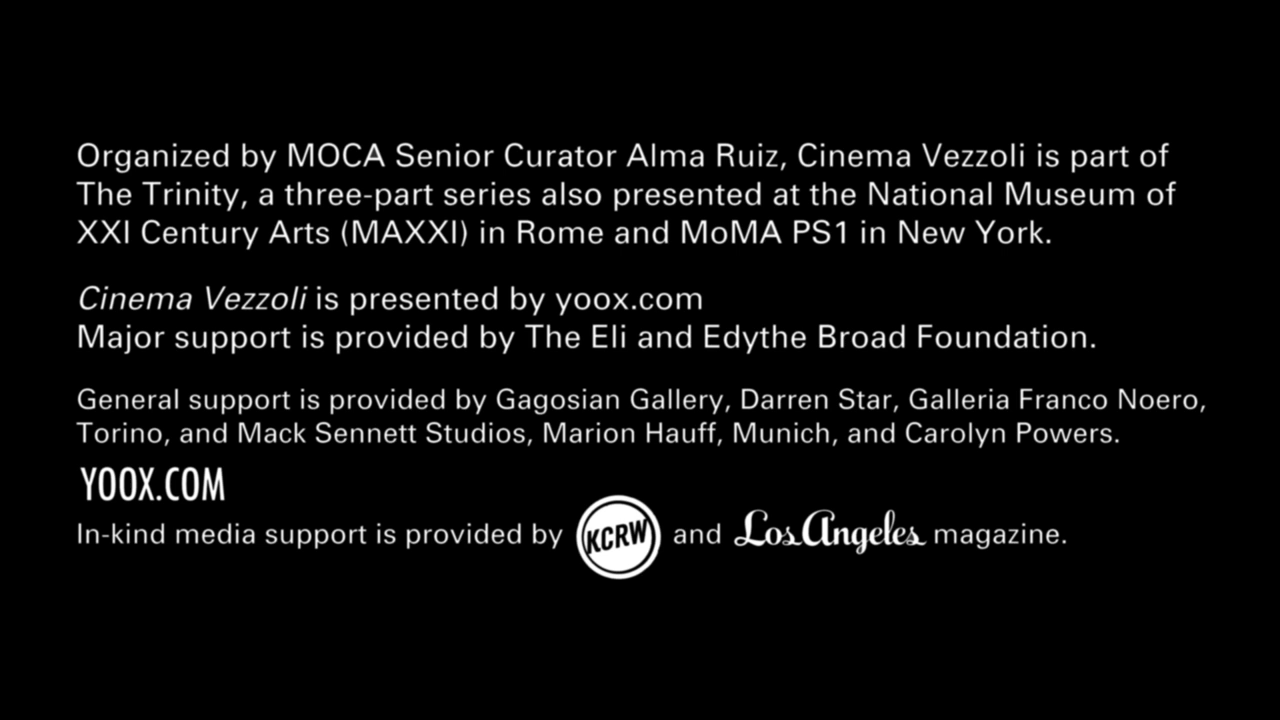 Organized by MOCA Senior Curator Alma Ruiz, Cinema Vezzoli is part of
The Trinity, a three-part series also presented at the National Museum of
XXI Century Arts (MAXXI) in Rome and MoMA PS1 in New York.
Cinema Vezzoli is presented by yoox.com
Major support is provided by The Eli and Edythe Broad Foundation.
General support is provided by Gagosian Gallery, Darren Star, Galleria Franco Noero,
Torino, and Mack Sennett Studios, Marion Hauff, Munich, and Carolyn Powers.
YOOX.COM
In-kind media support is provided by KCRW and Los Angeles magazine.